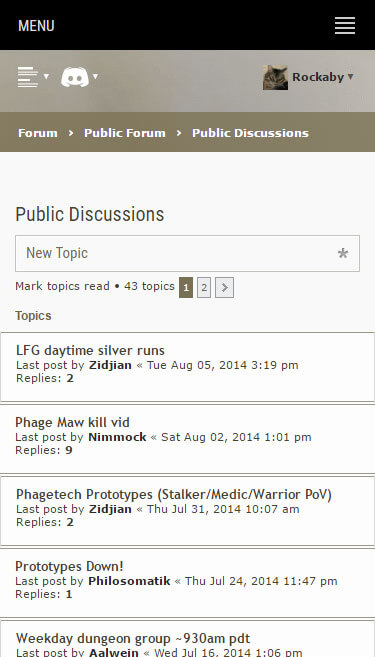 MENU
Rockaby
Forum › Public Forum › Public Discussions
Public Discussions
New Topic *
Mark topics read • 43 topics 1 2
Topics
LFG daytime silver runs
Last post by Zidjian « Tue Aug 05, 2014 3:19 pm
Replies: 2
Phage Maw kill vid
Last post by Nimmock « Sat Aug 02, 2014 1:01 pm
Replies: 9
Phagetech Prototypes (Stalker/Medic/Warrior PoV)
Last post by Zidjian « Thu Jul 31, 2014 10:07 am
Replies: 2
Prototypes Down!
Last post by Philosomatik « Thu Jul 24, 2014 11:47 pm
Replies: 1
Weekday dungeon group ~930am pdt
Last post by Aalwein « Wed Jul 16, 2014 1:06 pm